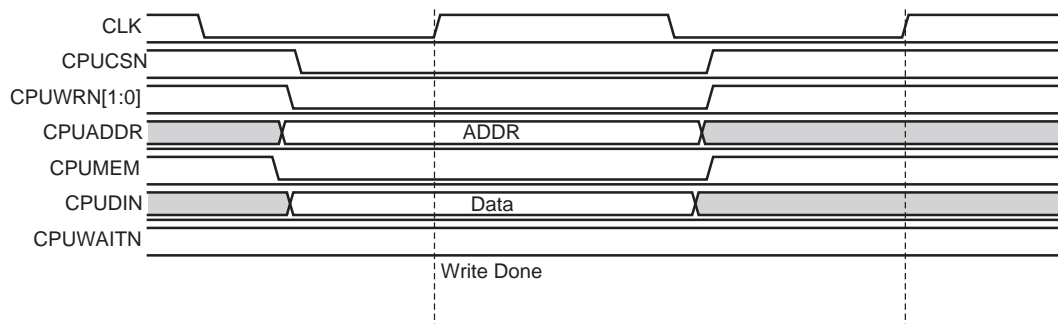 CLK
CPUCSN
CPUWRN[1:0]
CPUADDR ADDR
CPUMEM
CPUDIN Data
CPUWAITN
Write Done